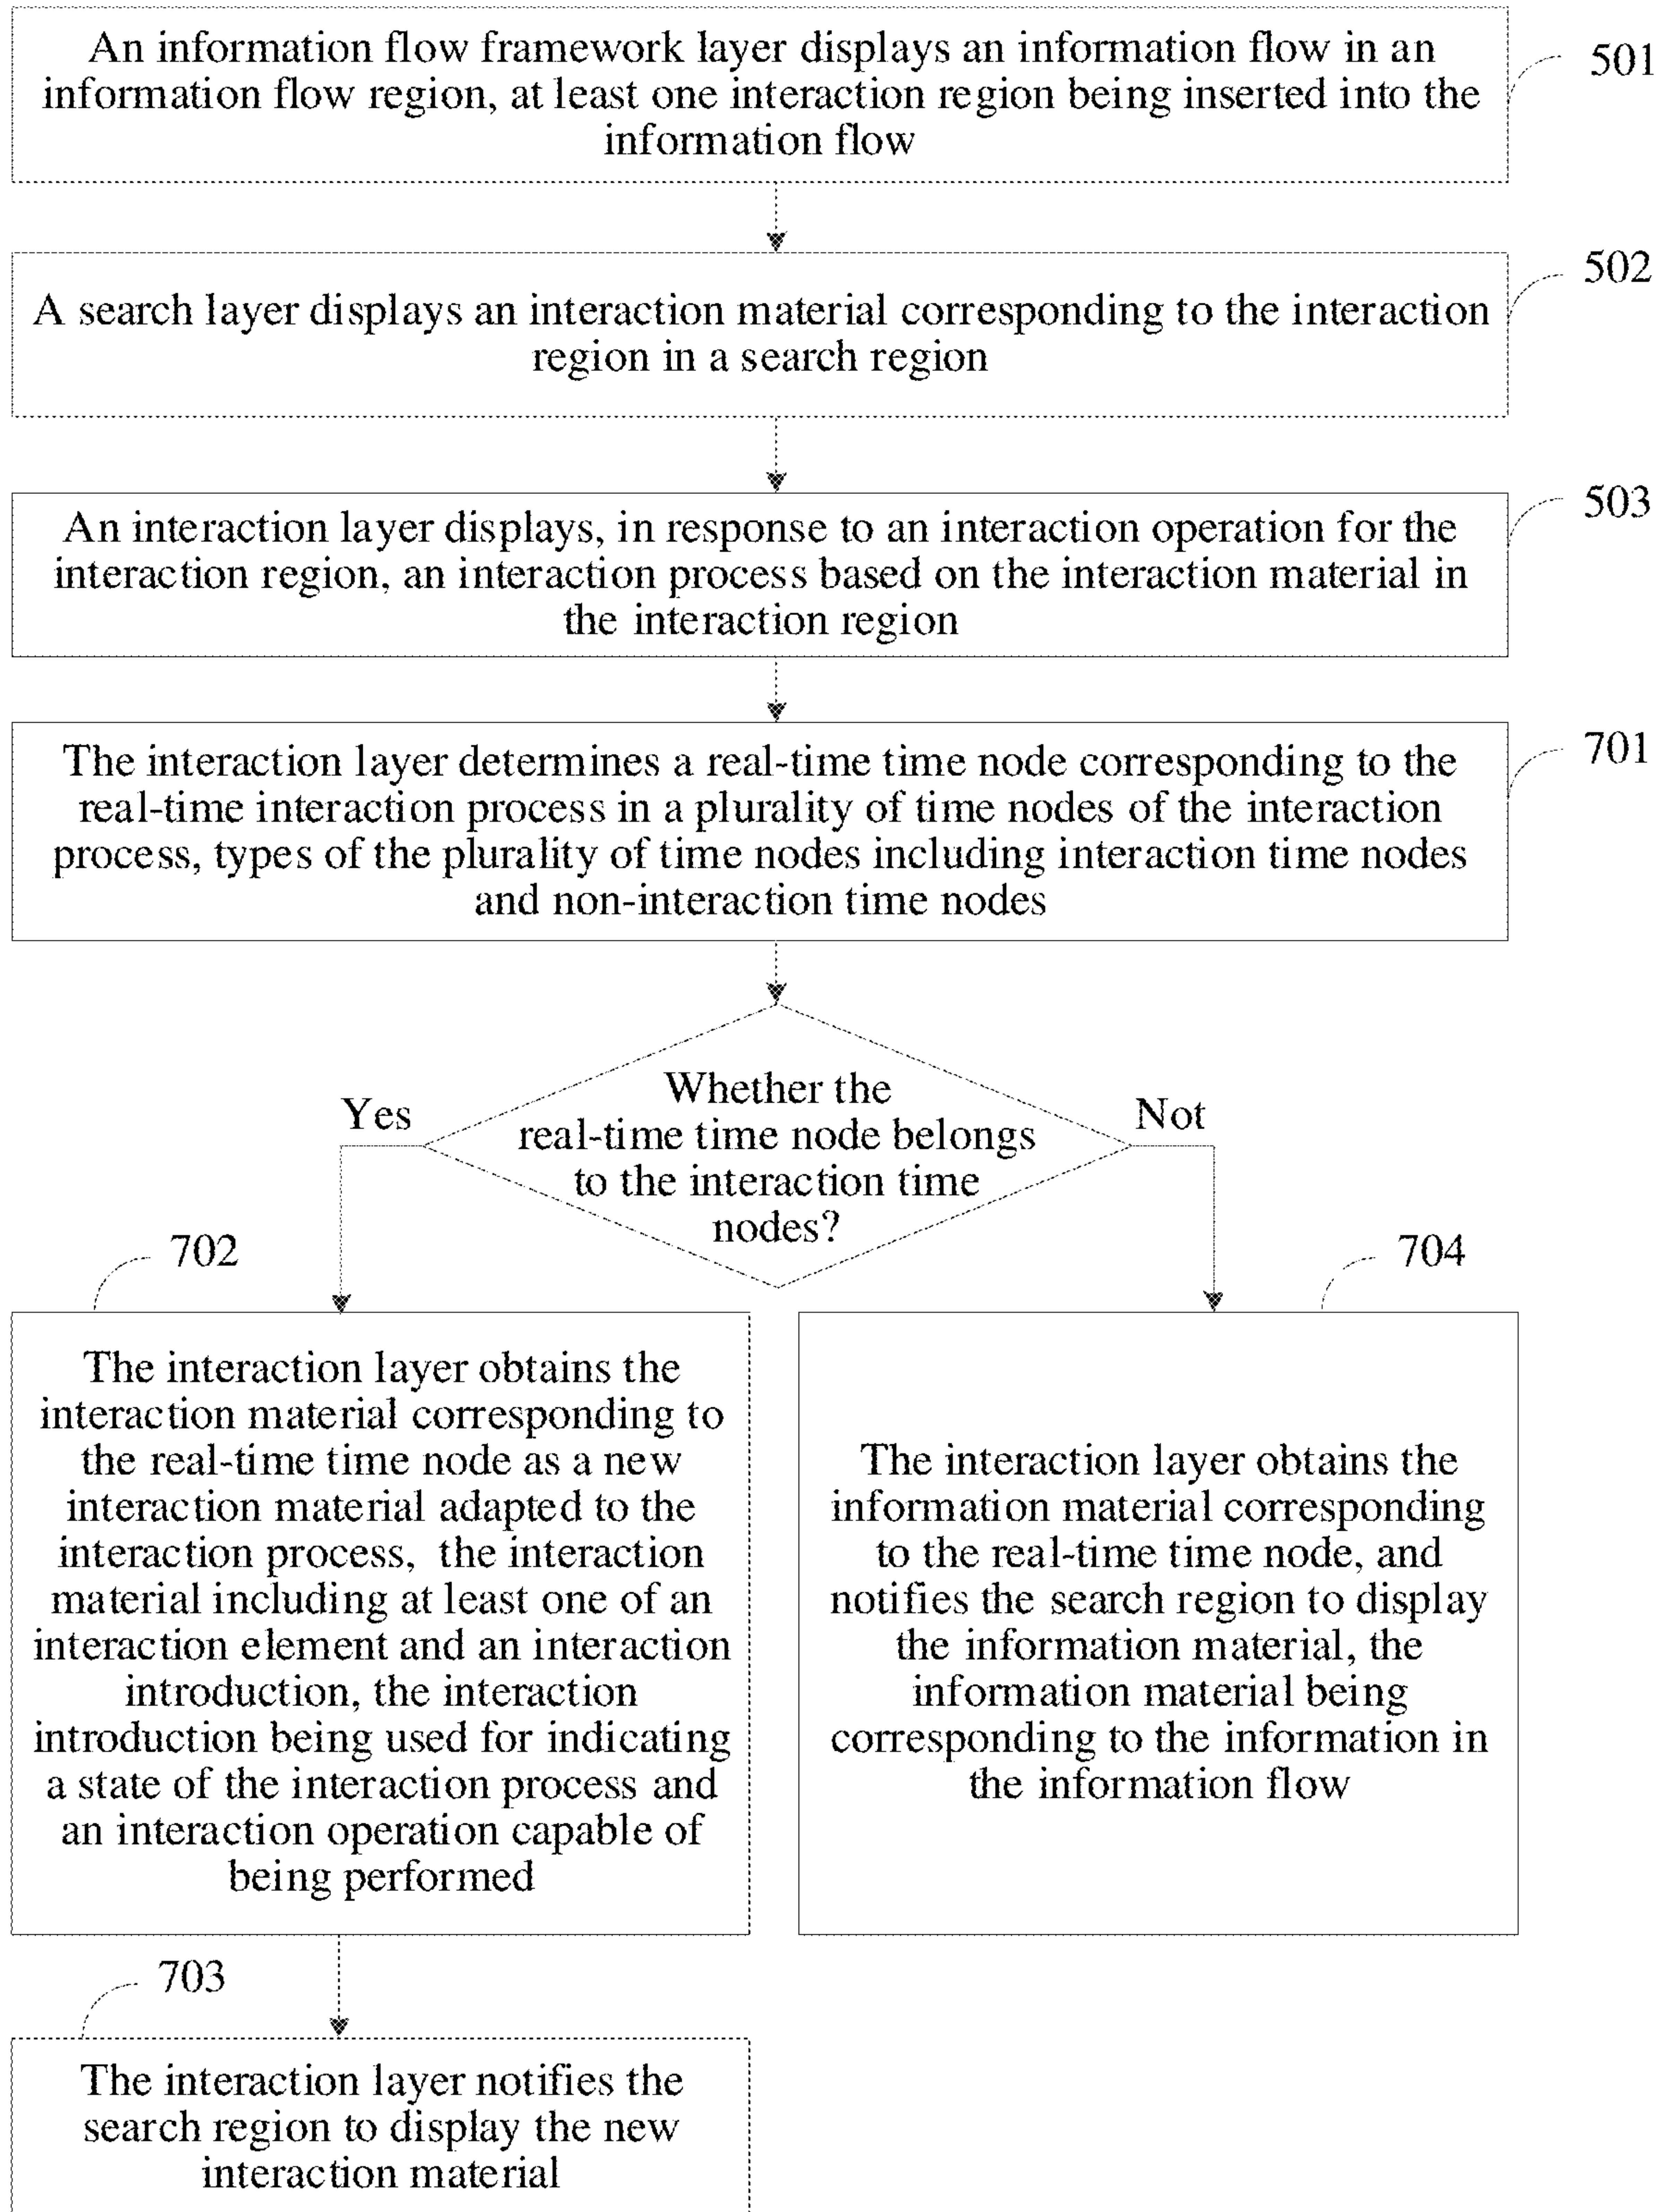 An information flow framework layer displays an information flow in an
information flow region, at least one interaction region being inserted into the
information flow
501
A search layer displays an interaction material corresponding to the interaction
region in a search region
502
An interaction layer displays, in response to an interaction operation for the
interaction region, an interaction process based on the interaction material in
the interaction region
503
The interaction layer determines a real-time time node corresponding to the
real-time interaction process in a plurality of time nodes of the interaction
process, types of the plurality of time nodes including interaction time nodes
and non-interaction time nodes
701
Whether the
real-time time node belongs
to the interaction time
nodes?
Yes
Not
702
The interaction layer obtains the
interaction material corresponding to
the real-time time node as a new
interaction material adapted to the
interaction process, the interaction
material including at least one of an
interaction element and an interaction
introduction, the interaction
introduction being used for indicating
a state of the interaction process and
an interaction operation capable of
being performed
704
The interaction layer obtains the
information material corresponding
to the real-time time node, and
notifies the search region to display
the information material, the
information material being
corresponding to the information in
the information flow
703
The interaction layer notifies the
search region to display the new
interaction material